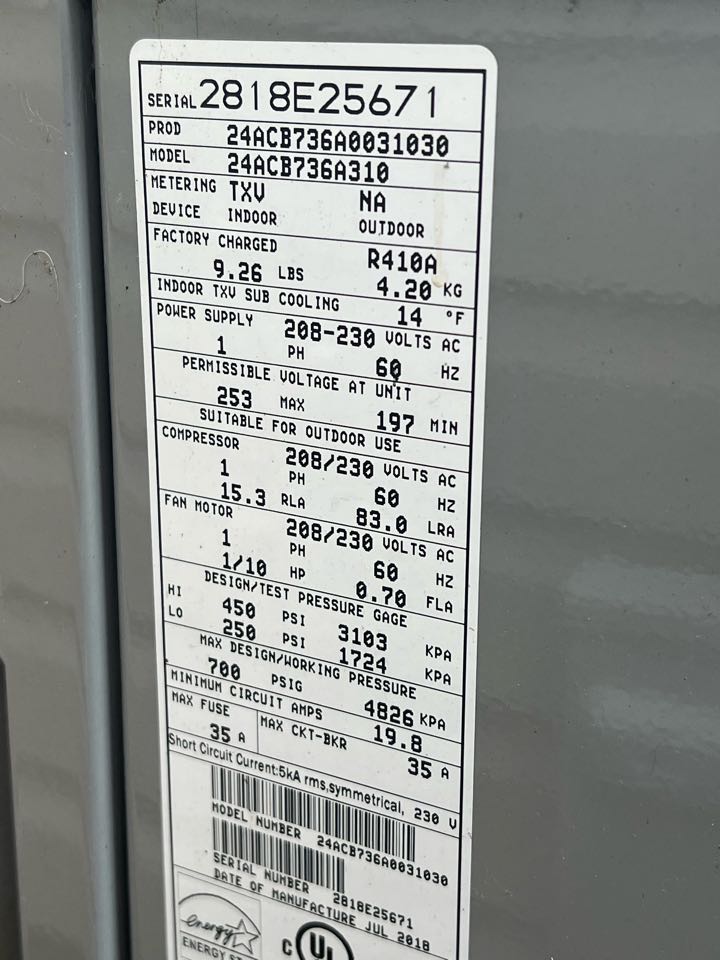 SERIAL 2818E25671
PROD 24ACB736A0031030
MODEL 24ACB736A310
METERING TXV NA
DEVICE INDOOR OUTDOOR
FACTORY CHARGED R410A
9.26 LBS 4.20 KG
INDOOR TXV SUB COOLING 14 °F
POWER SUPPLY 208-230 VOLTS AC
1 PH 60 HZ
PERMISSIBLE VOLTAGE AT UNIT
253 MAX 197 MIN
SUITABLE FOR OUTDOOR USE
COMPRESSOR 208/230 VOLTS AC
1 PH 60 HZ
15.3 RLA 83.0 LRA
FAN MOTOR 208/230 VOLTS AC
1 PH 60 HZ
1/10 HP 0.70 FLA
DESIGN/TEST PRESSURE GAGE
HI 450 PSI 3103 KPA
LO 250 PSI 1724 KPA
MAX DESIGN/WORKING PRESSURE
700 PSIG 4826 KPA
MINIMUM CIRCUIT AMPS 19.8
MAX FUSE MAX CKT-BKR
35 A 35 A
Short Circuit Current:5kA rms,symmetrical, 230 V
MODEL NUMBER 24ACB736A0031030
SERIAL NUMBER 2818E25671
DATE OF MANUFACTURE JUL 2018
energy
ENERGY
C UL